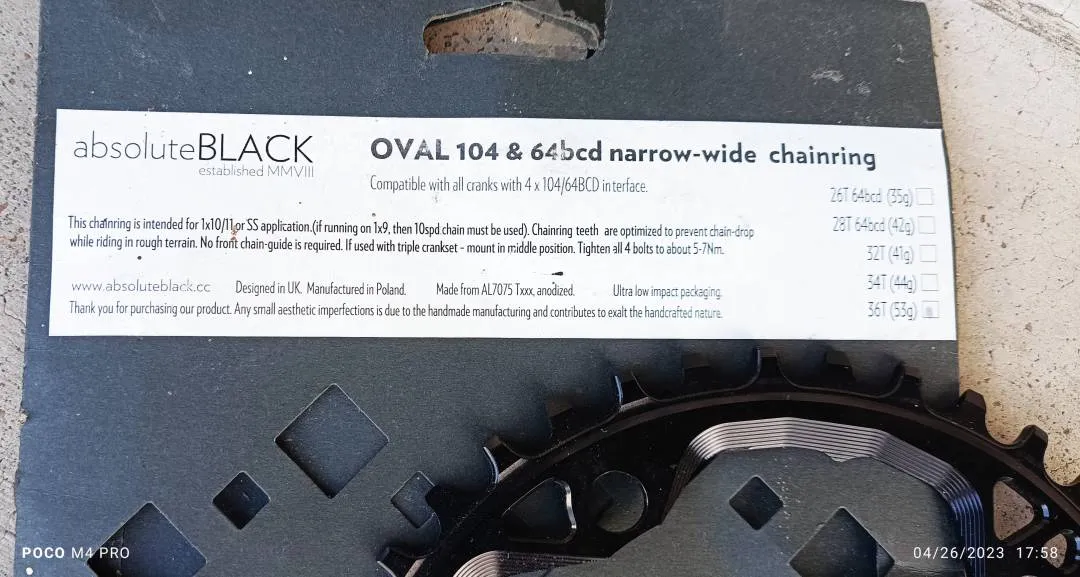 absoluteBLACK
established MMVIII
OVAL 104 & 64bcd narrow-wide chainring
Compatible with all cranks with 4 x 104/64BCD interface.
26T 64bcd (35g)
28T 64bcd (42g)
32T (41g)
34T (44g)
36T (53g)
This chainring is intended for 1x10/11 or SS application.(if running on 1x9, then 10spd chain must be used). Chainring teeth are optimized to prevent chain-drop
while riding in rough terrain. No front chain-guide is required. If used with triple crankset - mount in middle position. Tighten all 4 bolts to about 5-7Nm.
www.absoluteblack.cc Designed in UK. Manufactured in Poland. Made from AL7075 Txxx, anodized. Ultra low impact packaging.
Thank you for purchasing our product. Any small aesthetic imperfections is due to the handmade manufacturing and contributes to exalt the handcrafted nature.
POCO M4 PRO
04/26/2023 17:58